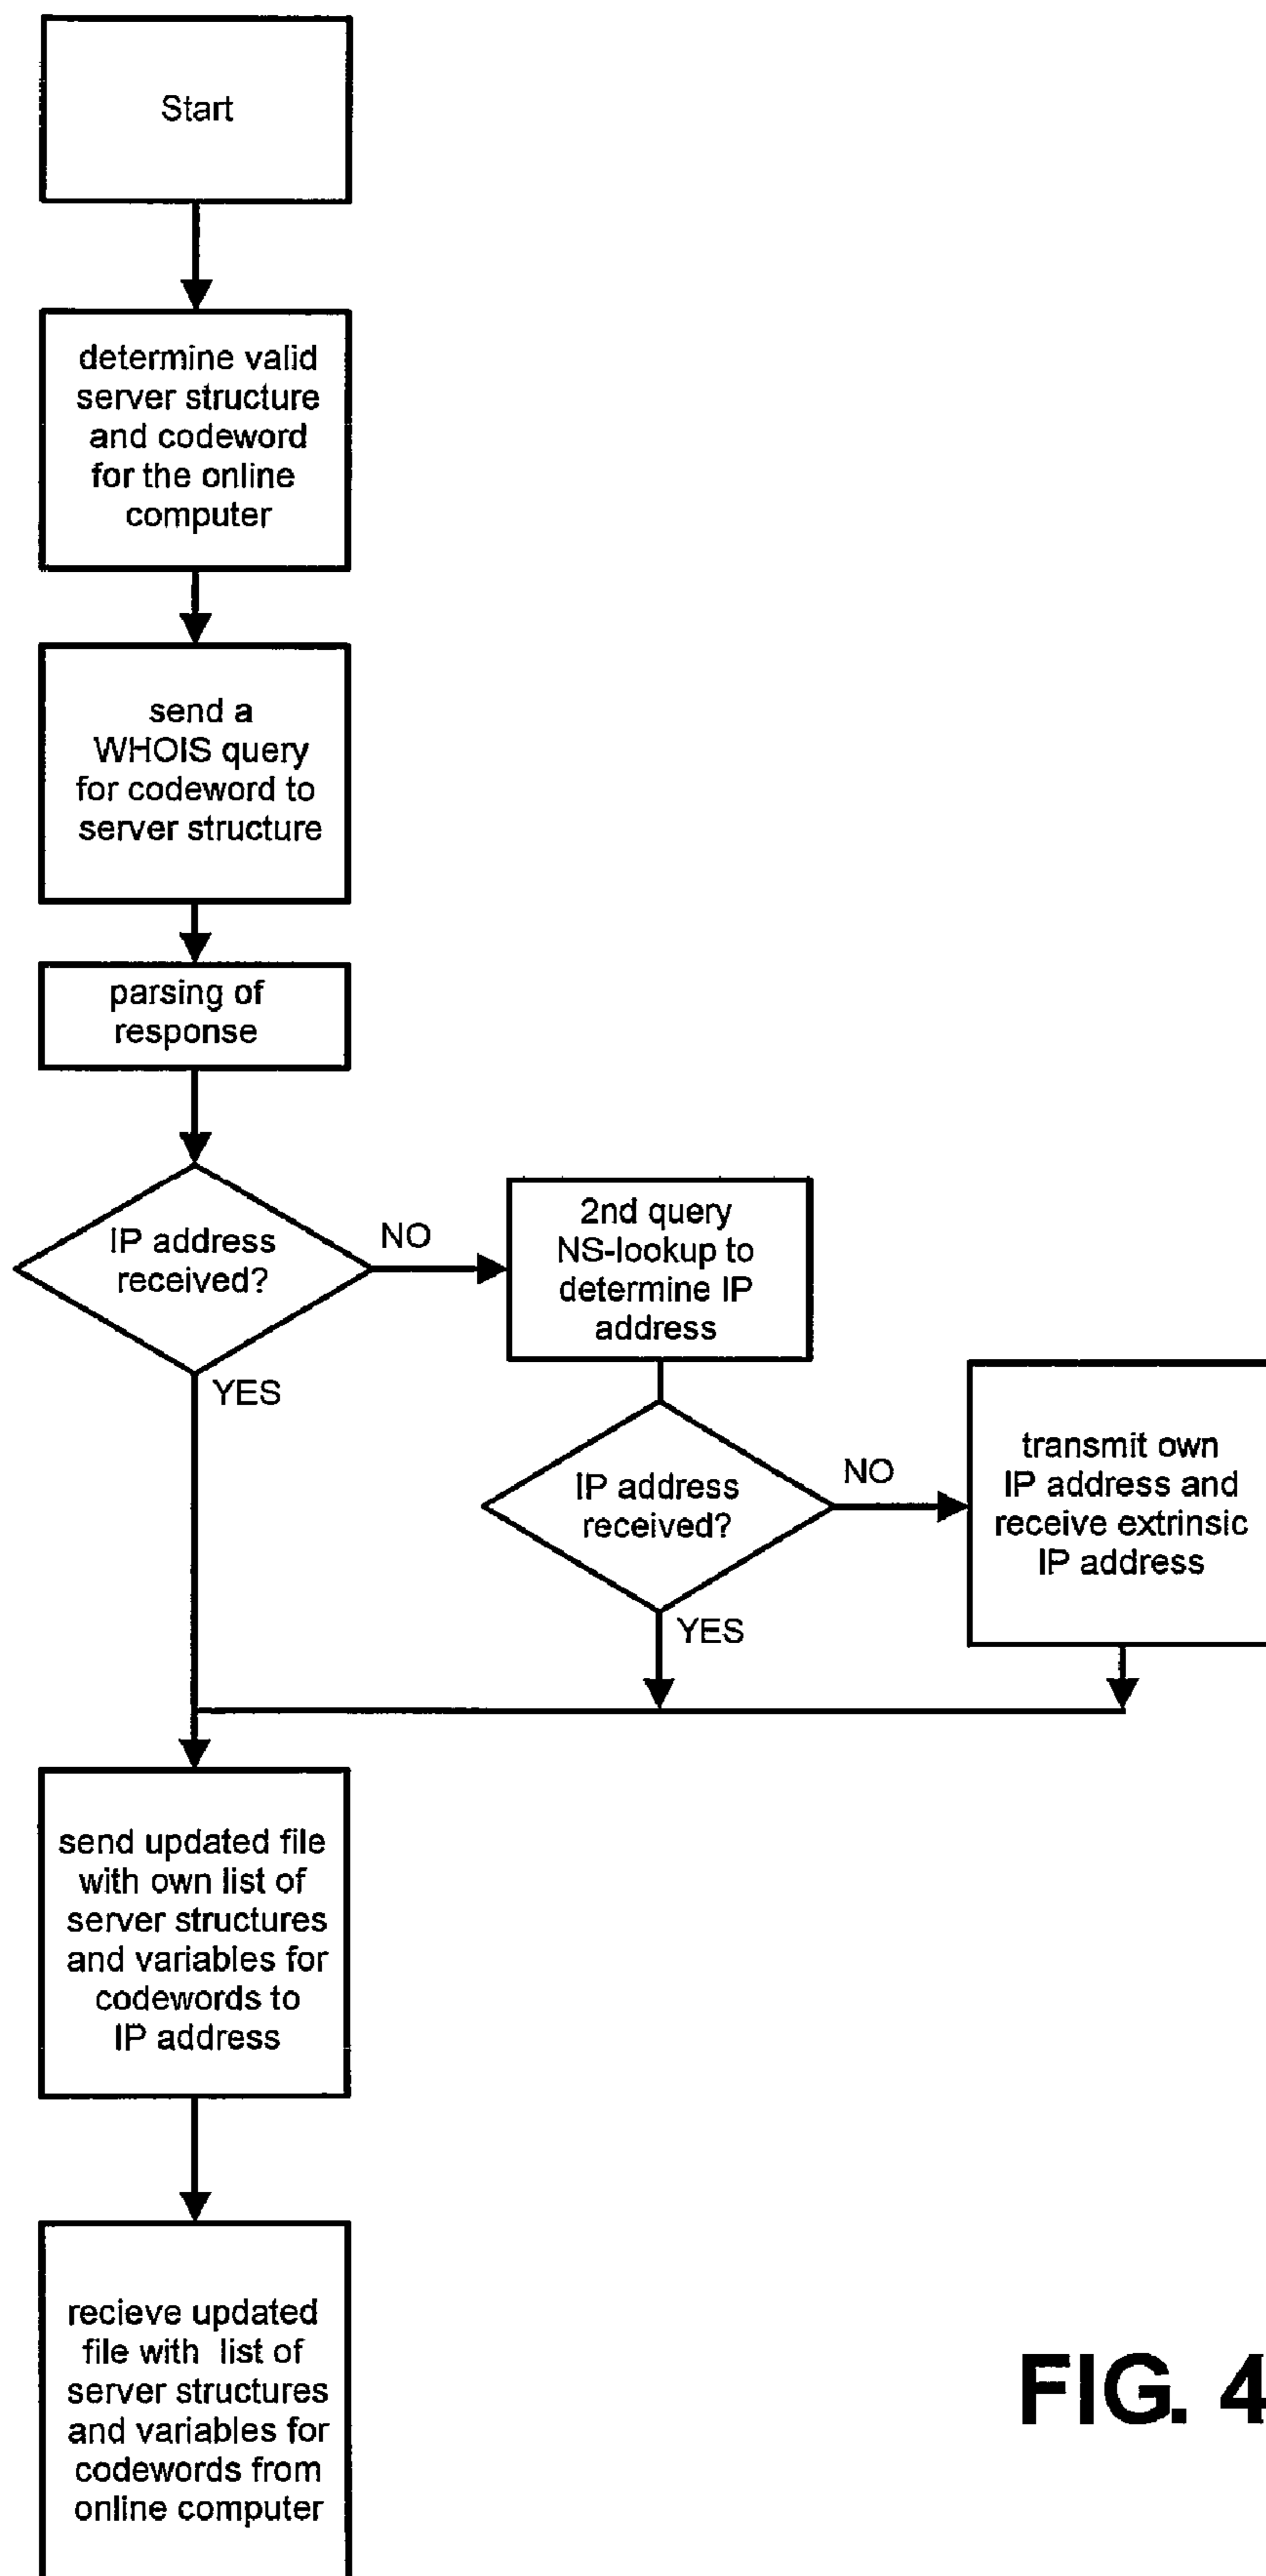 Start
determine valid
server structure
and codeword
for the online
computer
send a
WHOIS query
for codeword to
server structure
parsing of
response
IP address
received?
NO
YES
2nd query
NS-lookup to
determine IP
address
IP address
received?
NO
YES
transmit own
IP address and
receive extrinsic
IP address
send updated file
with own list of
server structures
and variables for
codewords to
IP address
recieve updated
file with list of
server structures
and variables for
codewords from
online computer
FIG. 4